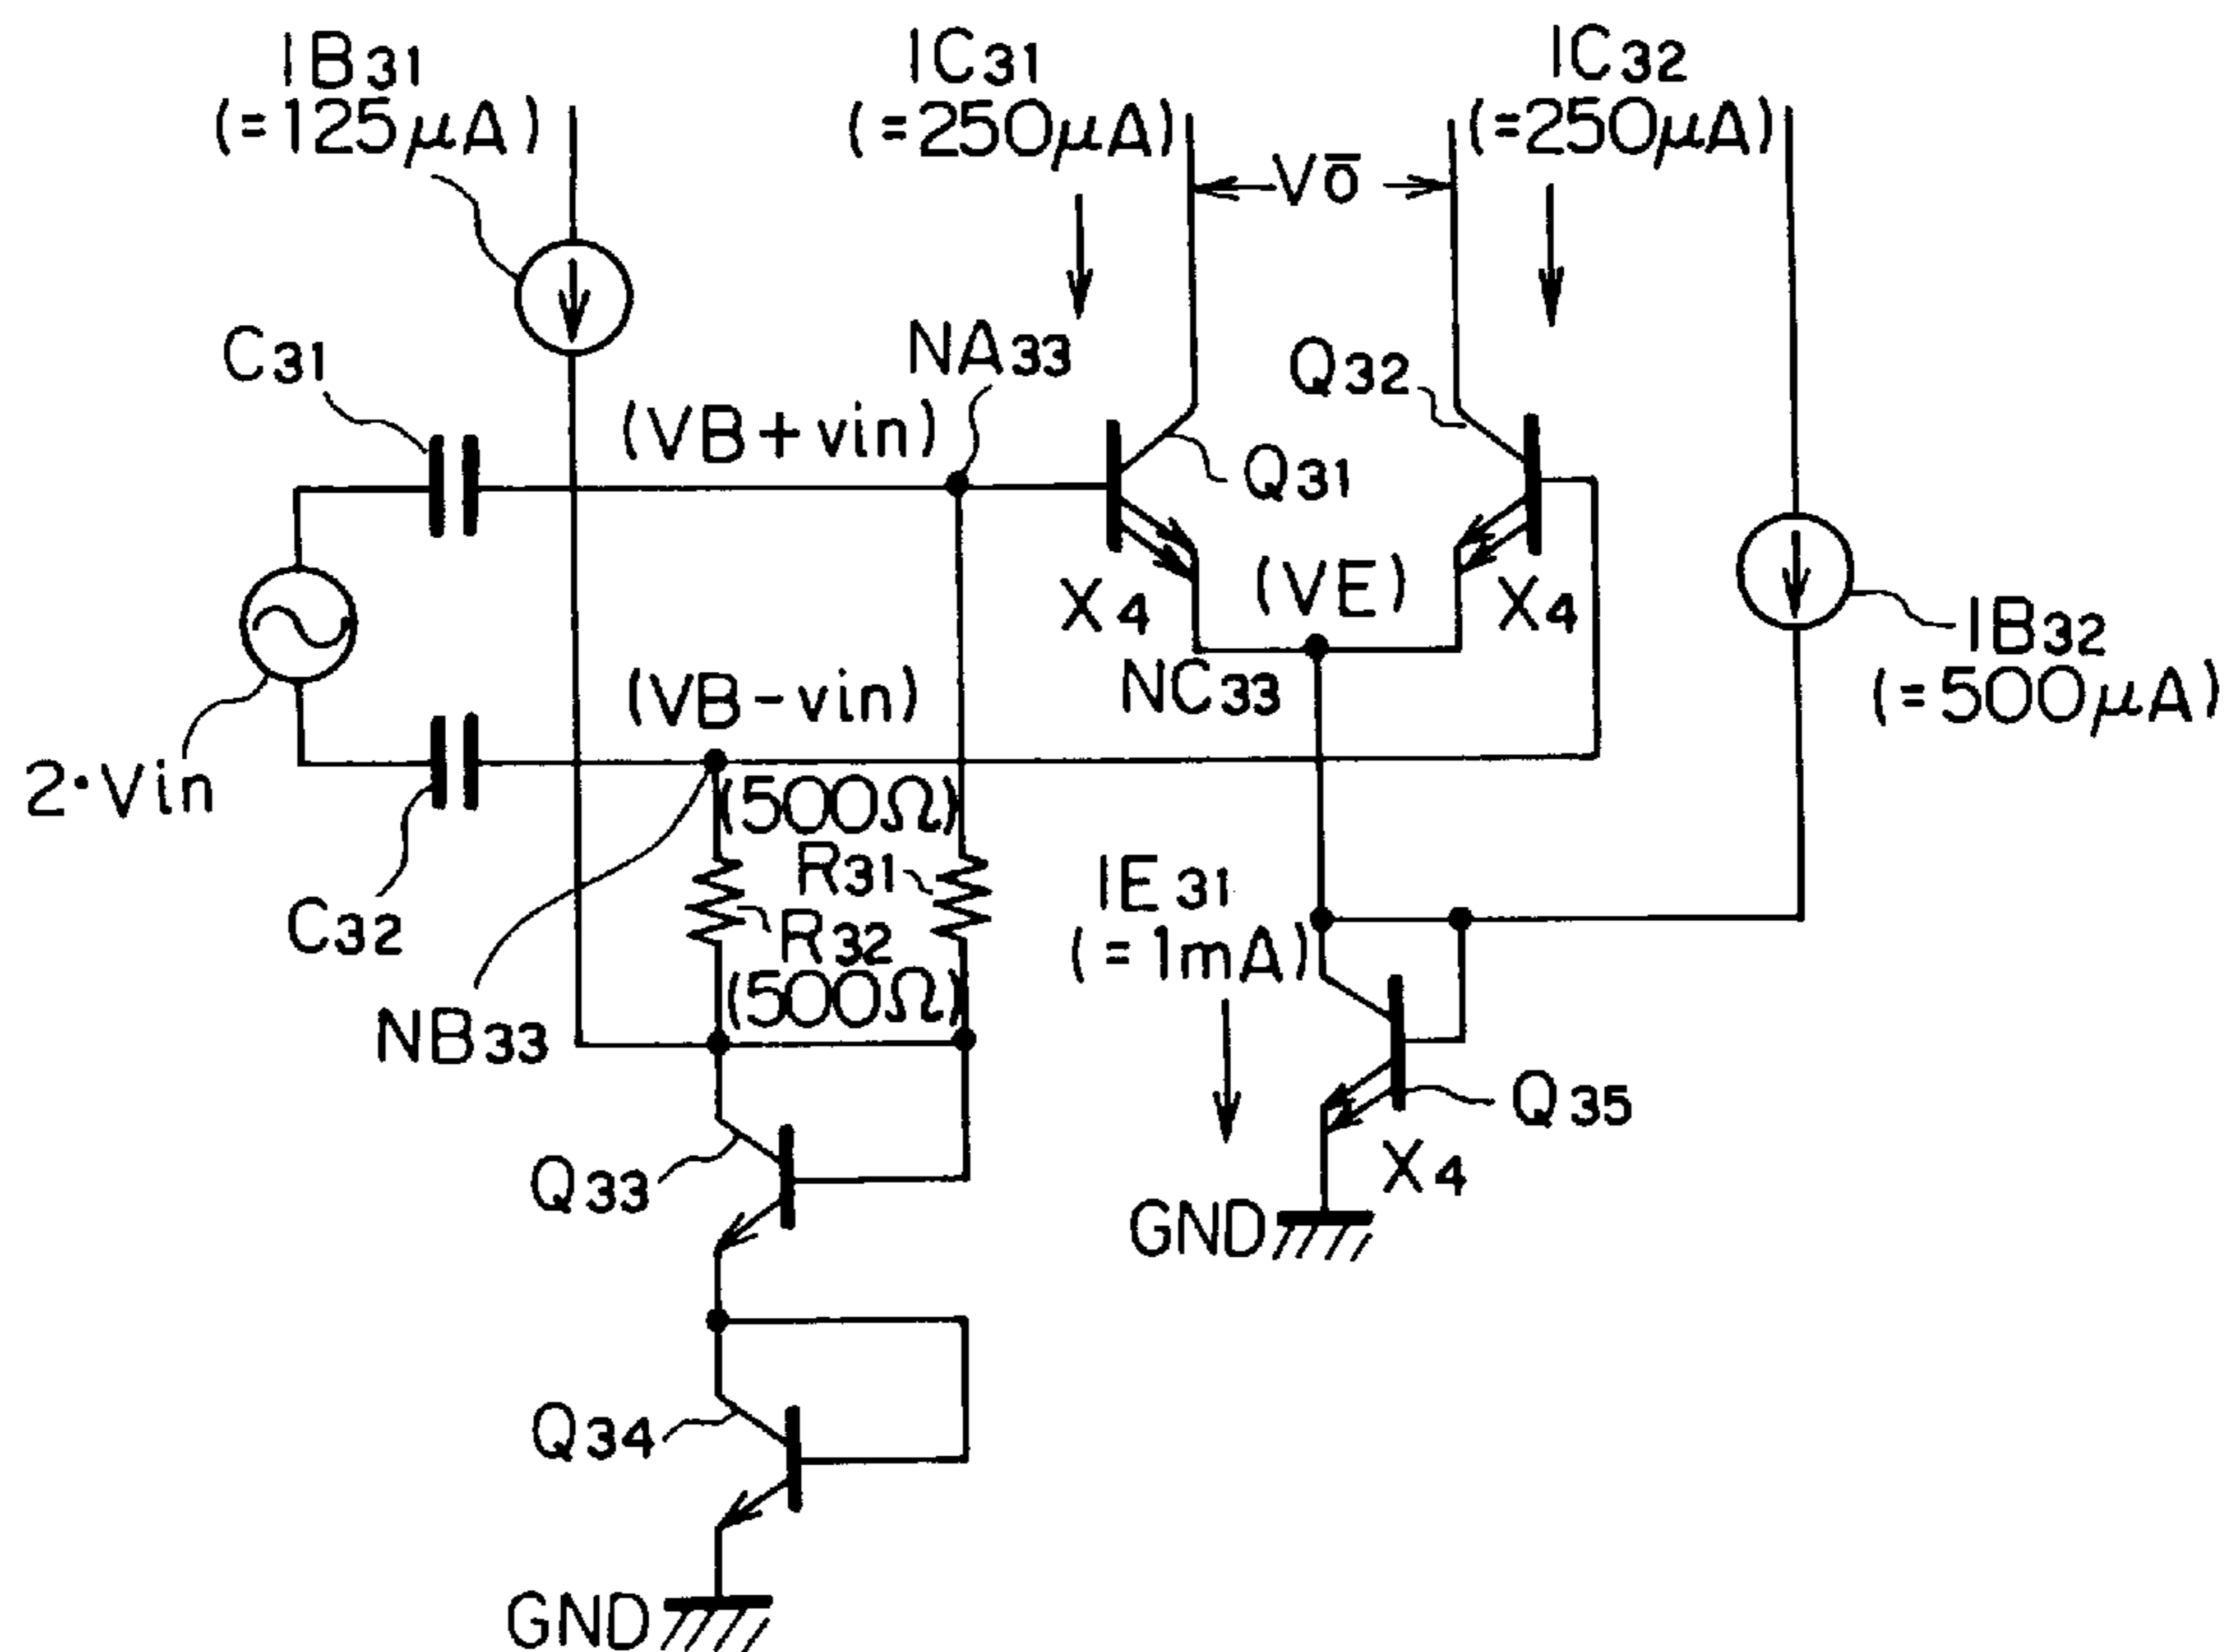 IB31
(=125μA)
IC31
(=250μA)
IC32
(=250μA)
Vo̅
C31
NA33
Q32
(VB+vin)
Q31
X4
(VE)
X4
IB32
(=500μA)
(VB-vin)
NC33
2·Vin
(500Ω)
R31
IE31
(=1mA)
C32
R32
(500Ω)
NB33
Q35
X4
Q33
GND
Q34
GND